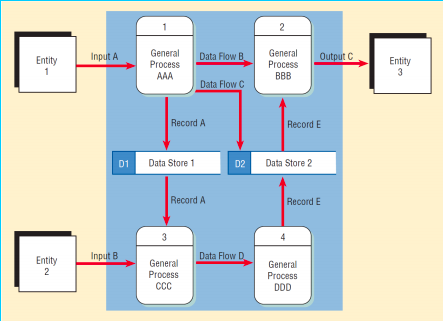 1
2
General
Process
AAA
General
Process
BBB
Entity
1
Input A
Data Flow B
Output C
Entity
3
Data Flow C
Record A
Record E
D1
Data Store 1
D2
Data Store 2
Record A
Record E
3
4
Entity
2
Input B
General
Process
CCC
Data Flow D
General
Process
DDD